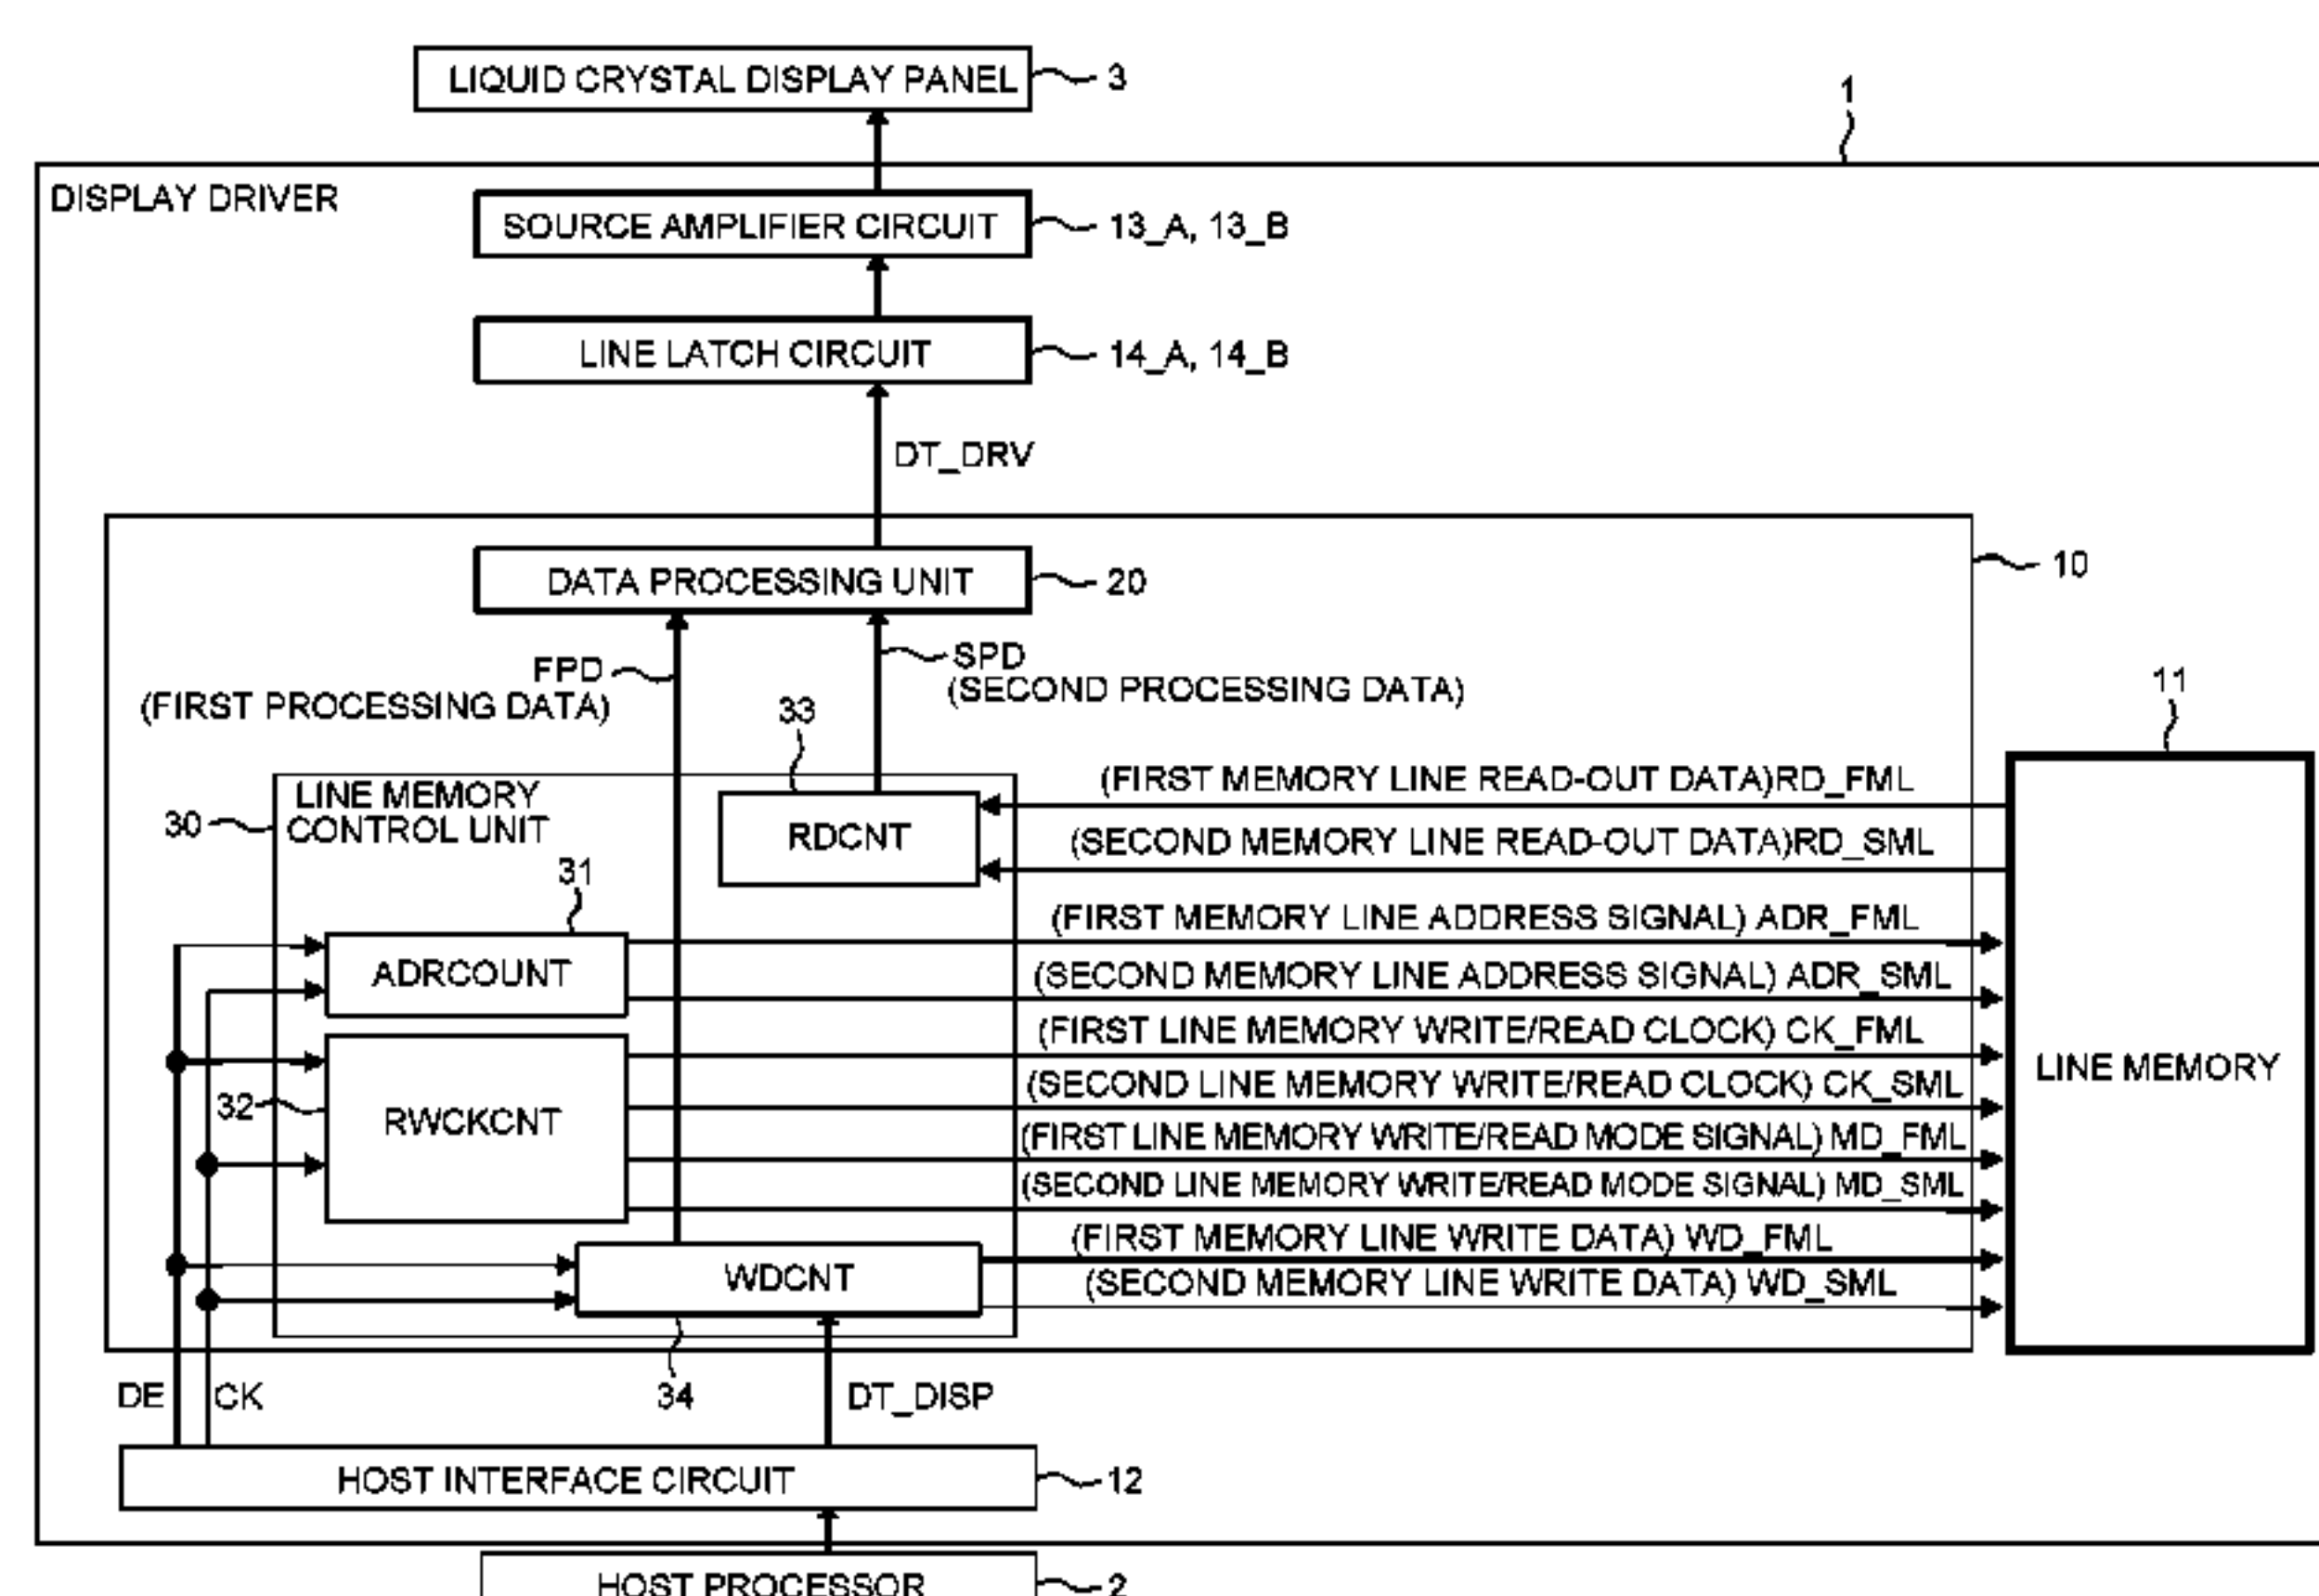 LIQUID CRYSTAL DISPLAY PANEL 3
1
DISPLAY DRIVER
SOURCE AMPLIFIER CIRCUIT 13_A, 13_B
LINE LATCH CIRCUIT 14_A, 14_B
DT_DRV
DATA PROCESSING UNIT 20
10
FPD
(FIRST PROCESSING DATA)
SPD
(SECOND PROCESSING DATA)
33
11
30
LINE MEMORY
CONTROL UNIT
RDCNT
(FIRST MEMORY LINE READ-OUT DATA)RD_FML
(SECOND MEMORY LINE READ-OUT DATA)RD_SML
31
ADRCOUNT
(FIRST MEMORY LINE ADDRESS SIGNAL) ADR_FML
(SECOND MEMORY LINE ADDRESS SIGNAL) ADR_SML
32
RWCKCNT
(FIRST LINE MEMORY WRITE/READ CLOCK) CK_FML
(SECOND LINE MEMORY WRITE/READ CLOCK) CK_SML
(FIRST LINE MEMORY WRITE/READ MODE SIGNAL) MD_FML
(SECOND LINE MEMORY WRITE/READ MODE SIGNAL) MD_SML
LINE MEMORY
WDCNT
(FIRST MEMORY LINE WRITE DATA) WD_FML
(SECOND MEMORY LINE WRITE DATA) WD_SML
DE
CK
34
DT_DISP
HOST INTERFACE CIRCUIT 12
HOST PROCESSOR 2